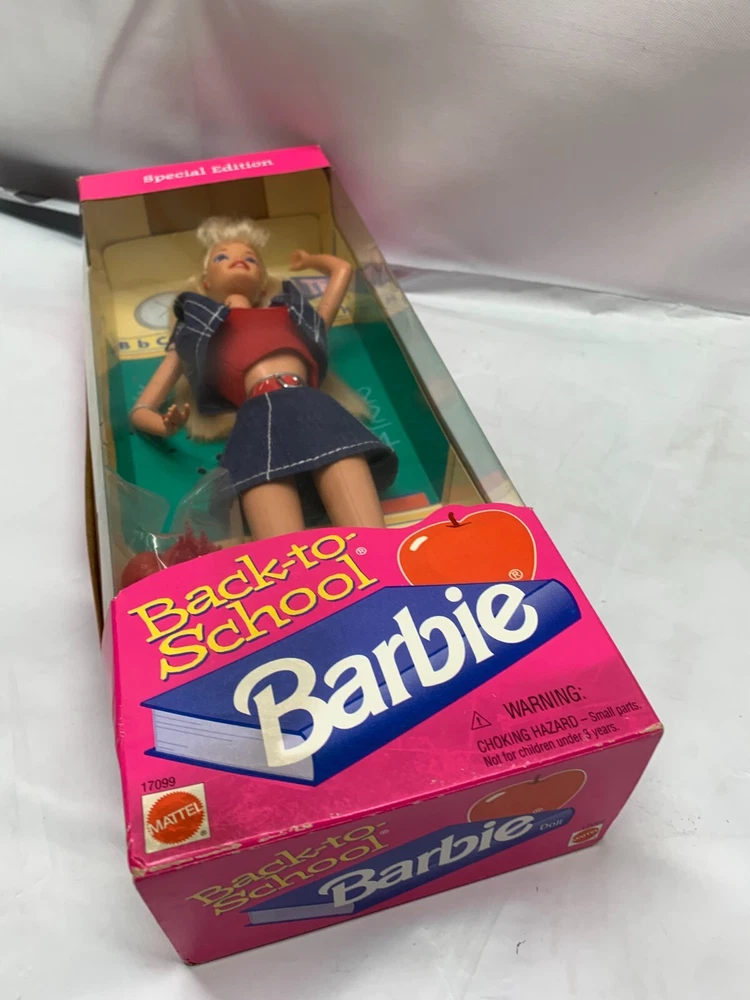 Special Edition
B b C
Back-to-
School®
Barbie®
WARNING:
CHOKING HAZARD – Small parts.
Not for children under 3 years.
17099
MATTEL
®
Back-to-
School®
Barbie® Doll
MATTEL